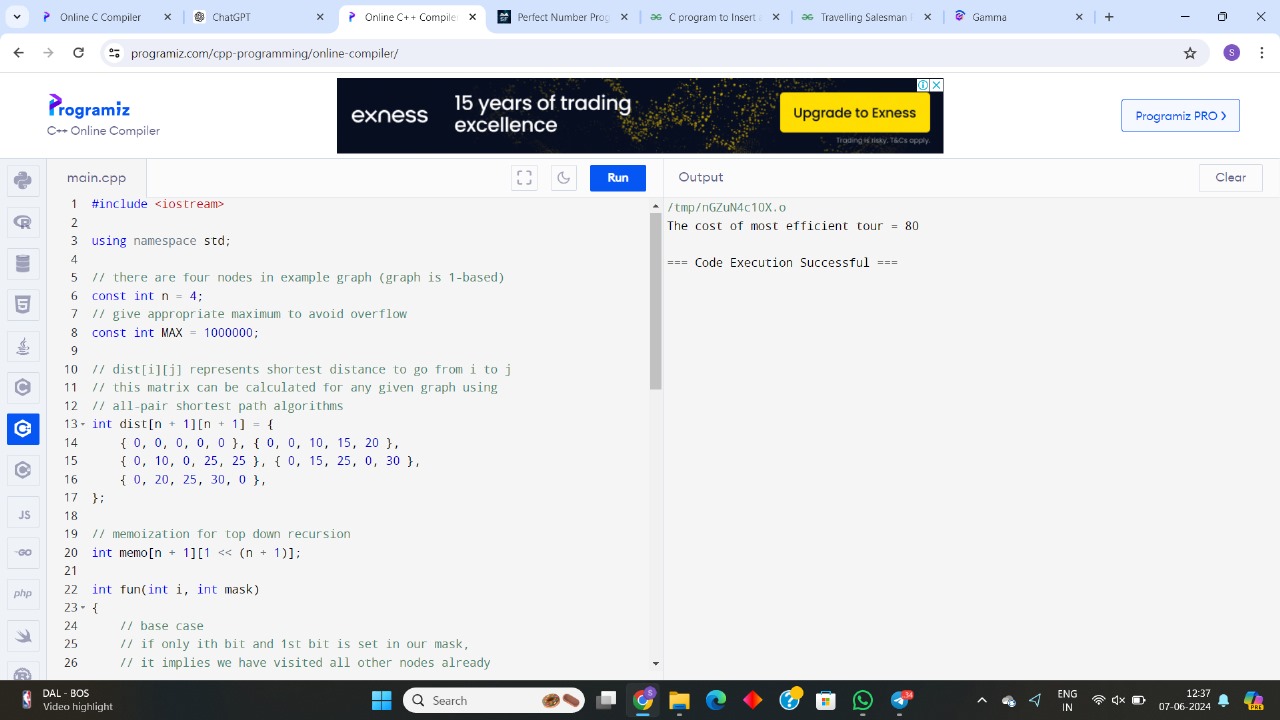 Online C Compiler
ChatGPT
Online C++ Compiler
Perfect Number Prog
C program to Insert
Travelling Salesman
Gamma
programiz.com/cpp-programming/online-compiler/
S
Programiz
C++ Online Compiler
exness
15 years of trading
excellence
Upgrade to Exness
Trading is risky. T&Cs apply.
Programiz PRO
main.cpp
Run
Output
Clear
1 #include <iostream>
2
3 using namespace std;
4
5 // there are four nodes in example graph (graph is 1-based)
6 const int n = 4;
7 // give appropriate maximum to avoid overflow
8 const int MAX = 1000000;
9
10 // dist[i][j] represents shortest distance to go from i to j
11 // this matrix can be calculated for any given graph using
12 // all-pair shortest path algorithms
13 int dist[n + 1][n + 1] = {
14 { 0, 0, 0, 0, 0 }, { 0, 0, 10, 15, 20 },
15 { 0, 10, 0, 25, 25 }, { 0, 15, 25, 0, 30 },
16 { 0, 20, 25, 30, 0 },
17 };
18
19 // memoization for top down recursion
20 int memo[n + 1][1 << (n + 1)];
21
22 int fun(int i, int mask)
23 {
24 // base case
25 // if only ith bit and 1st bit is set in our mask,
26 // it implies we have visited all other nodes already
/tmp/nGZuN4c1OX.o
The cost of most efficient tour = 80
=== Code Execution Successful ===
JS
GO
php
DAL - BOS
Video highlight
Search
S
34
ENG
IN
12:37
07-06-2024
PRE